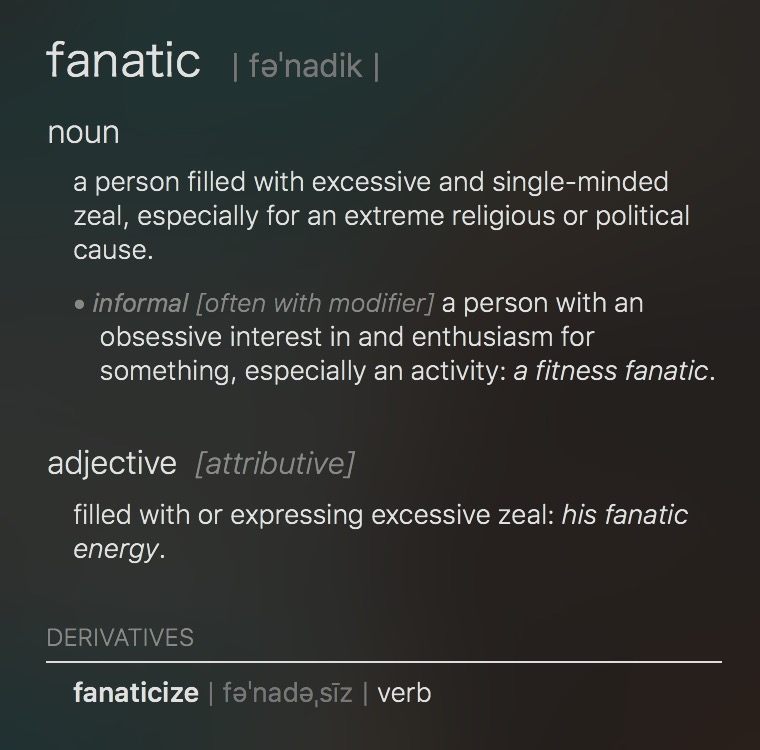 fanatic | fəˈnadik |
noun
a person filled with excessive and single-minded
zeal, especially for an extreme religious or political
cause.
• informal [often with modifier] a person with an
obsessive interest in and enthusiasm for
something, especially an activity: a fitness fanatic.
adjective [attributive]
filled with or expressing excessive zeal: his fanatic
energy.
DERIVATIVES
fanaticize | fəˈnadəˌsīz | verb